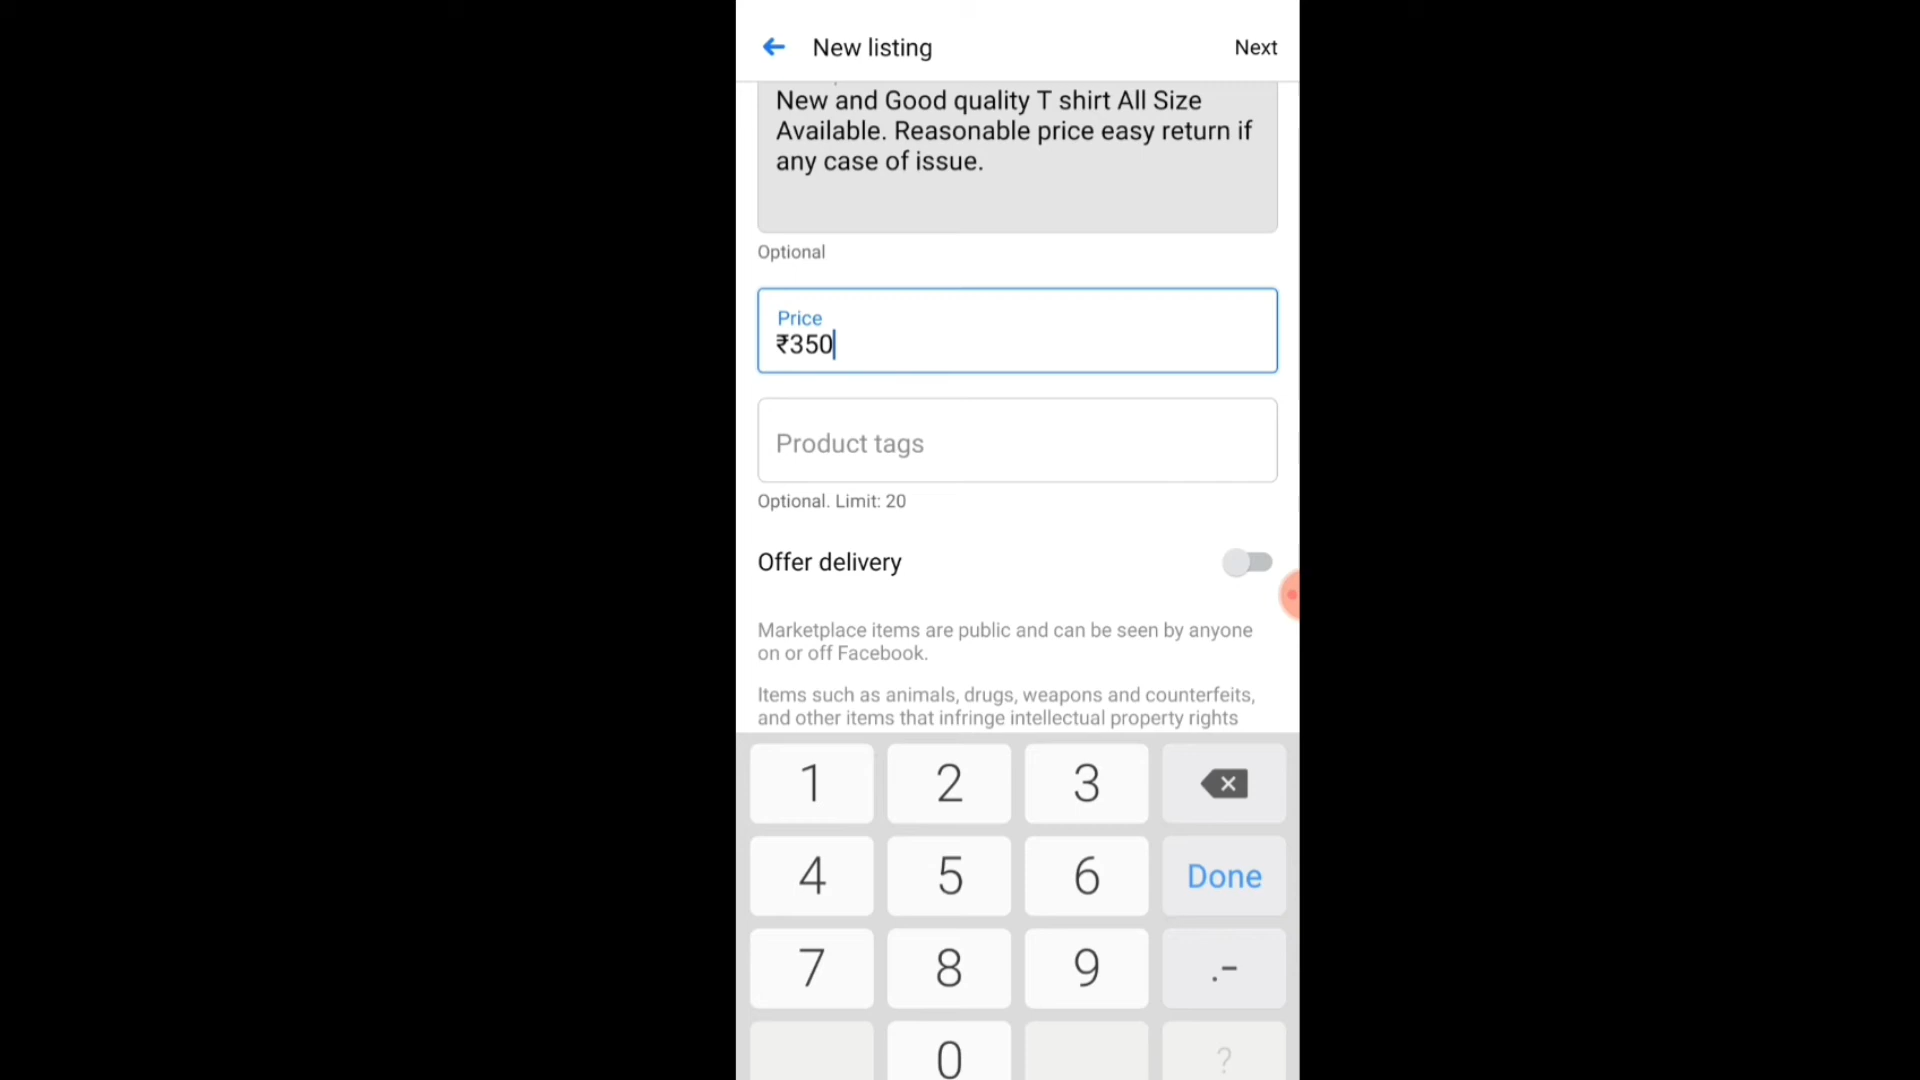 New listing
Next
New and Good quality T shirt All Size
Available. Reasonable price easy return if
any case of issue.
Optional
Price
₹350
Product tags
Optional. Limit: 20
Offer delivery
Marketplace items are public and can be seen by anyone
on or off Facebook.
Items such as animals, drugs, weapons and counterfeits,
and other items that infringe intellectual property rights
1 2 3
4 5 6 Done
7 8 9 .-
0 ?